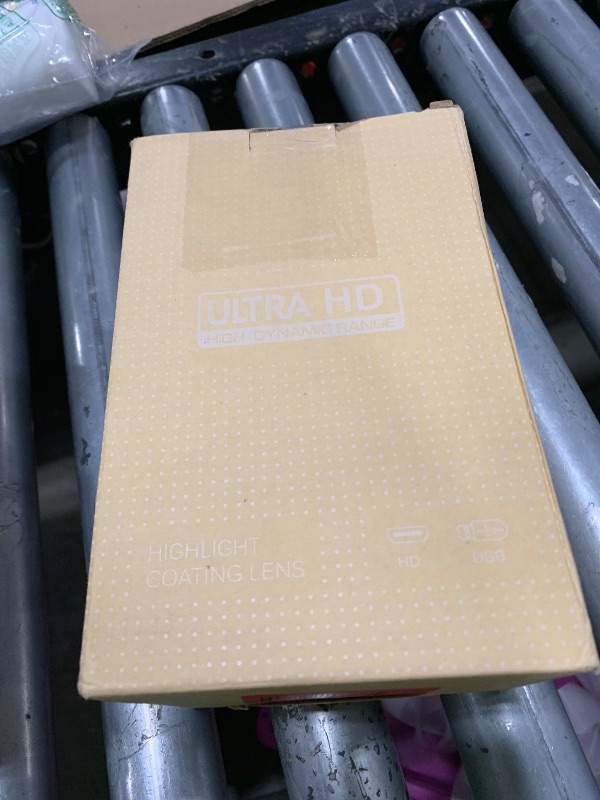 ULTRA HD
HIGH DYNAMIC RANGE
HIGHLIGHT
COATING LENS
HD
USB